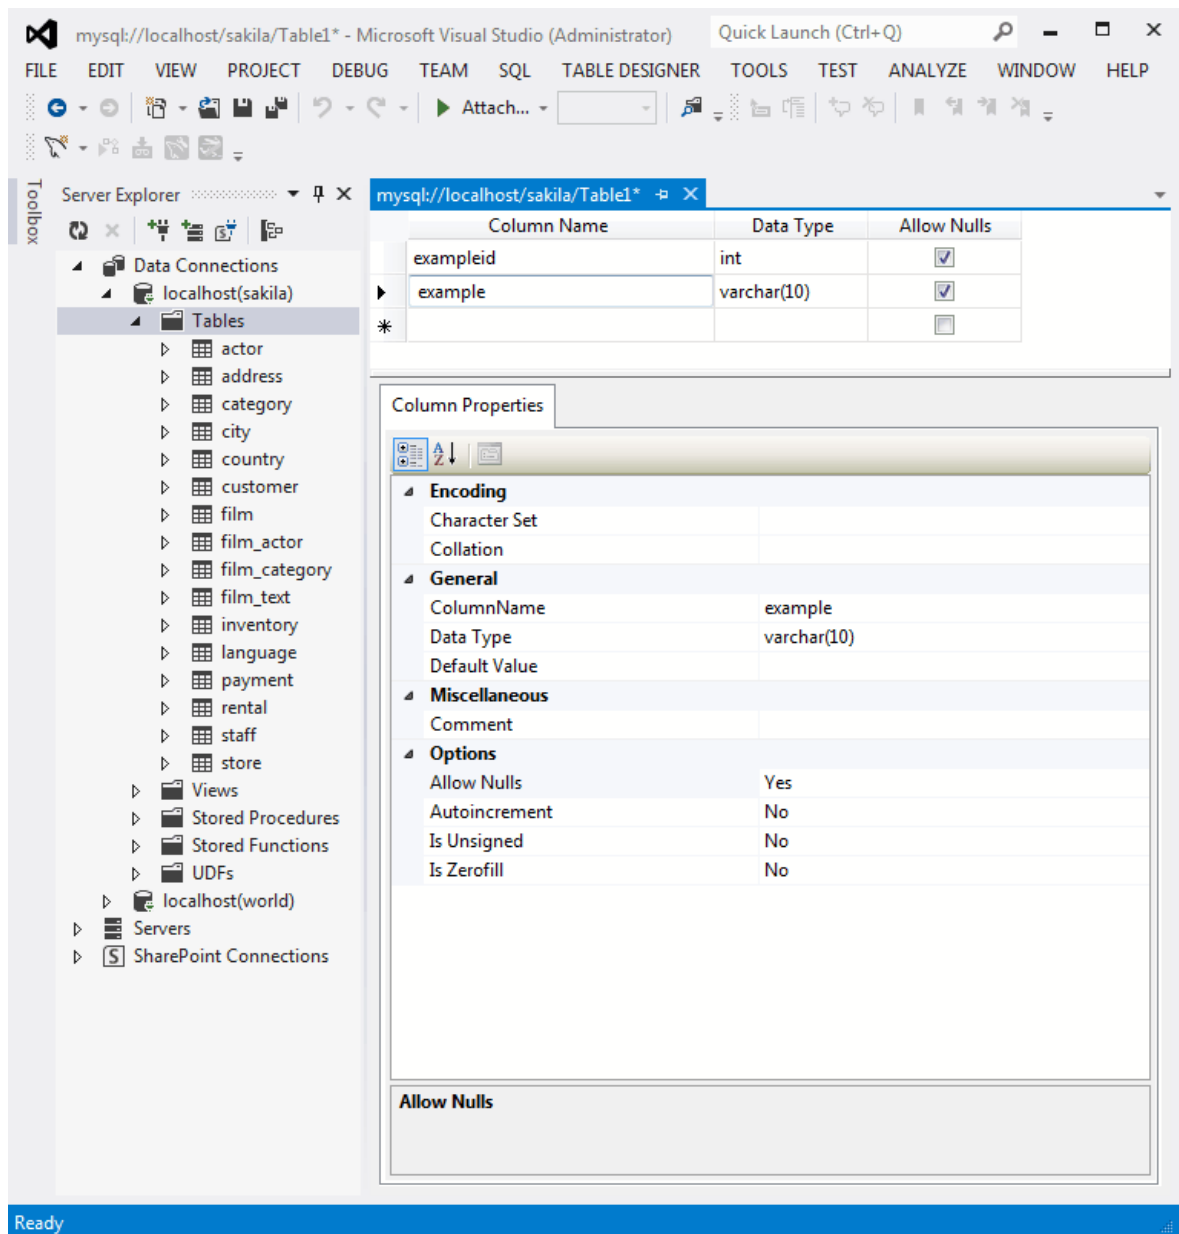 mysql://localhost/sakila/Table1* - Microsoft Visual Studio (Administrator)
Quick Launch (Ctrl+Q)
FILE EDIT VIEW PROJECT DEBUG TEAM SQL TABLE DESIGNER TOOLS TEST ANALYZE WINDOW HELP
Attach...
Toolbox
Server Explorer
Data Connections
localhost(sakila)
Tables
actor
address
category
city
country
customer
film
film_actor
film_category
film_text
inventory
language
payment
rental
staff
store
Views
Stored Procedures
Stored Functions
UDFs
localhost(world)
Servers
SharePoint Connections
mysql://localhost/sakila/Table1*
Column Name Data Type Allow Nulls
exampleid int
example varchar(10)
Column Properties
Encoding
Character Set
Collation
General
ColumnName example
Data Type varchar(10)
Default Value
Miscellaneous
Comment
Options
Allow Nulls Yes
Autoincrement No
Is Unsigned No
Is Zerofill No
Allow Nulls
Ready